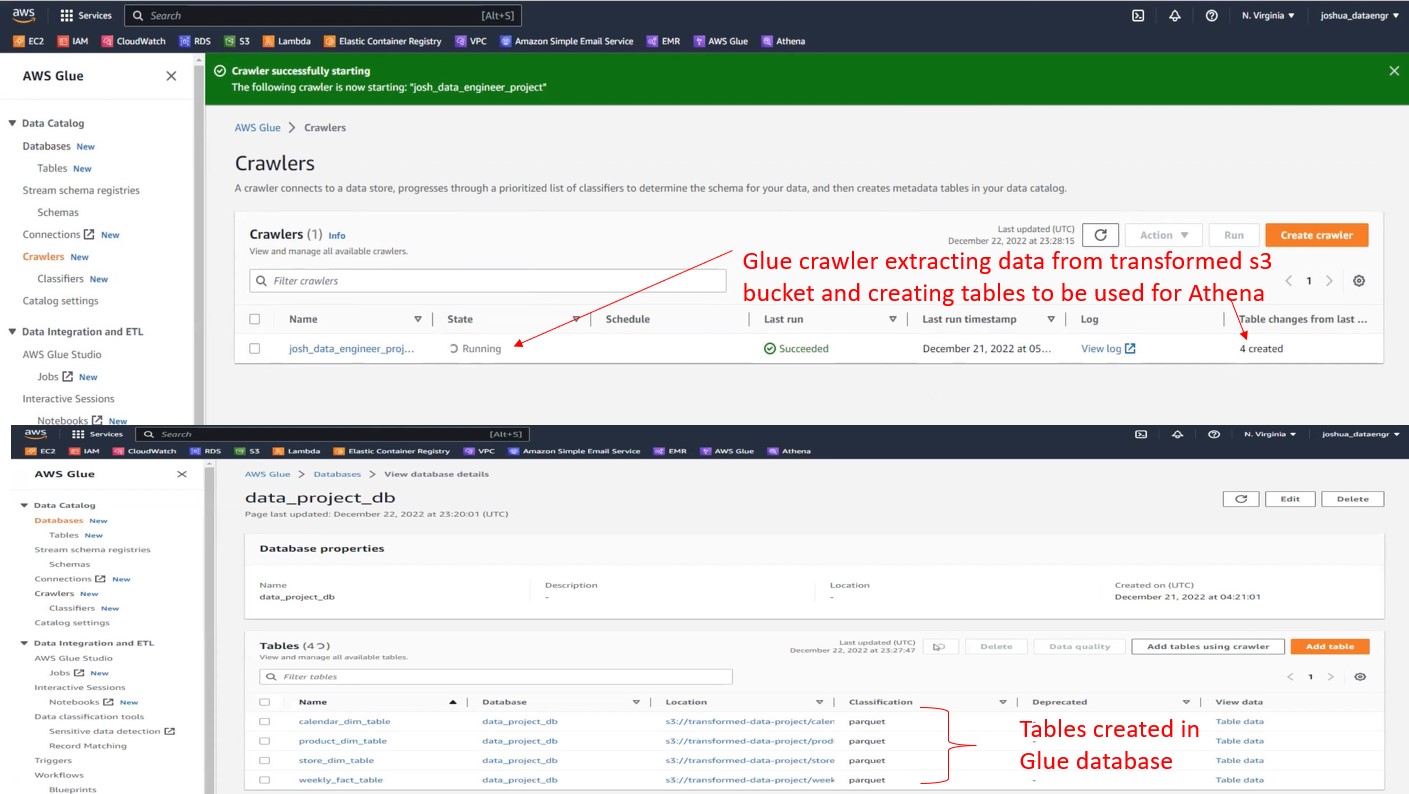 aws Services Search [Alt+S] N. Virginia joshua_dataengr
EC2 IAM CloudWatch RDS S3 Lambda Elastic Container Registry VPC Amazon Simple Email Service EMR AWS Glue Athena
AWS Glue
Data Catalog
Databases New
Tables New
Stream schema registries
Schemas
Connections New
Crawlers New
Classifiers New
Catalog settings
Data Integration and ETL
AWS Glue Studio
Jobs New
Interactive Sessions
Notebooks New
Crawler successfully starting
The following crawler is now starting: "josh_data_engineer_project"
AWS Glue Crawlers
Crawlers
A crawler connects to a data store, progresses through a prioritized list of classifiers to determine the schema for your data, and then creates metadata tables in your data catalog.
Crawlers (1) Info
View and manage all available crawlers.
Last updated (UTC)
December 22, 2022 at 23:28:15
Action Run Create crawler
Filter crawlers
1
Glue crawler extracting data from transformed s3
bucket and creating tables to be used for Athena
Name State Schedule Last run Last run timestamp Log Table changes from last ...
josh_data_engineer_proj... Running Succeeded December 21, 2022 at 05... View log 4 created
aws Services Search [Alt+S] N. Virginia joshua_dataengr
EC2 IAM CloudWatch RDS S3 Lambda Elastic Container Registry VPC Amazon Simple Email Service EMR AWS Glue Athena
AWS Glue
Data Catalog
Databases New
Tables New
Stream schema registries
Schemas
Connections New
Crawlers New
Classifiers New
Catalog settings
Data Integration and ETL
AWS Glue Studio
Jobs New
Interactive Sessions
Notebooks New
Data classification tools
Sensitive data detection
Record Matching
Triggers
Workflows
Blueprints
AWS Glue Databases View database details
data_project_db
Page last updated: December 22, 2022 at 23:20:01 (UTC)
Edit Delete
Database properties
Name Description Location Created on (UTC)
data_project_db - - December 21, 2022 at 04:21:01
Tables (4)
View and manage all available tables.
Last updated (UTC)
December 22, 2022 at 23:27:47
Delete Data quality Add tables using crawler Add table
Filter tables
1
Name Database Location Classification Deprecated View data
calendar_dim_table data_project_db s3://transformed-data-project/calen parquet Table data
product_dim_table data_project_db s3://transformed-data-project/prod parquet - Table data
store_dim_table data_project_db s3://transformed-data-project/store parquet Table data
weekly_fact_table data_project_db s3://transformed-data-project/week parquet - Table data
Tables created in
Glue database